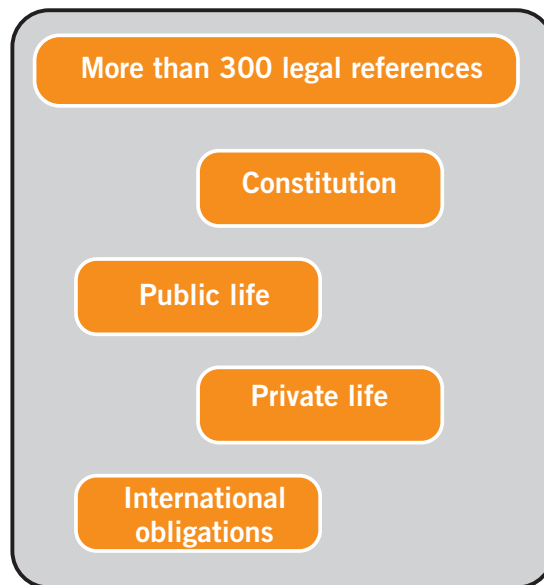 More than 300 legal references
Constitution
Public life
Private life
International
obligations